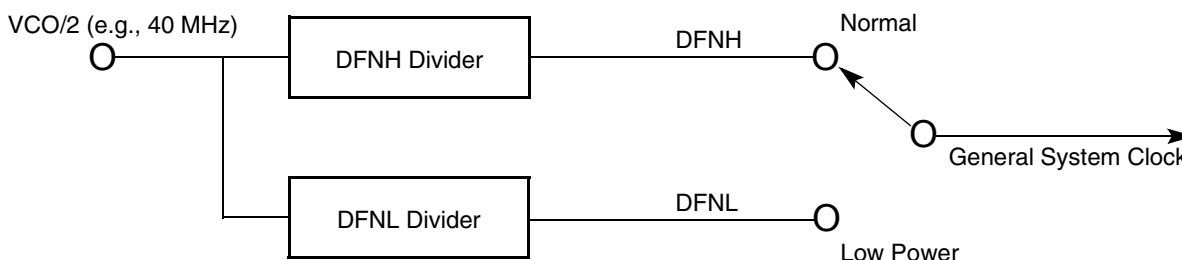 VCO/2 (e.g., 40 MHz)
DFNH Divider
DFNH
Normal
General System Clock
DFNL Divider
DFNL
Low Power